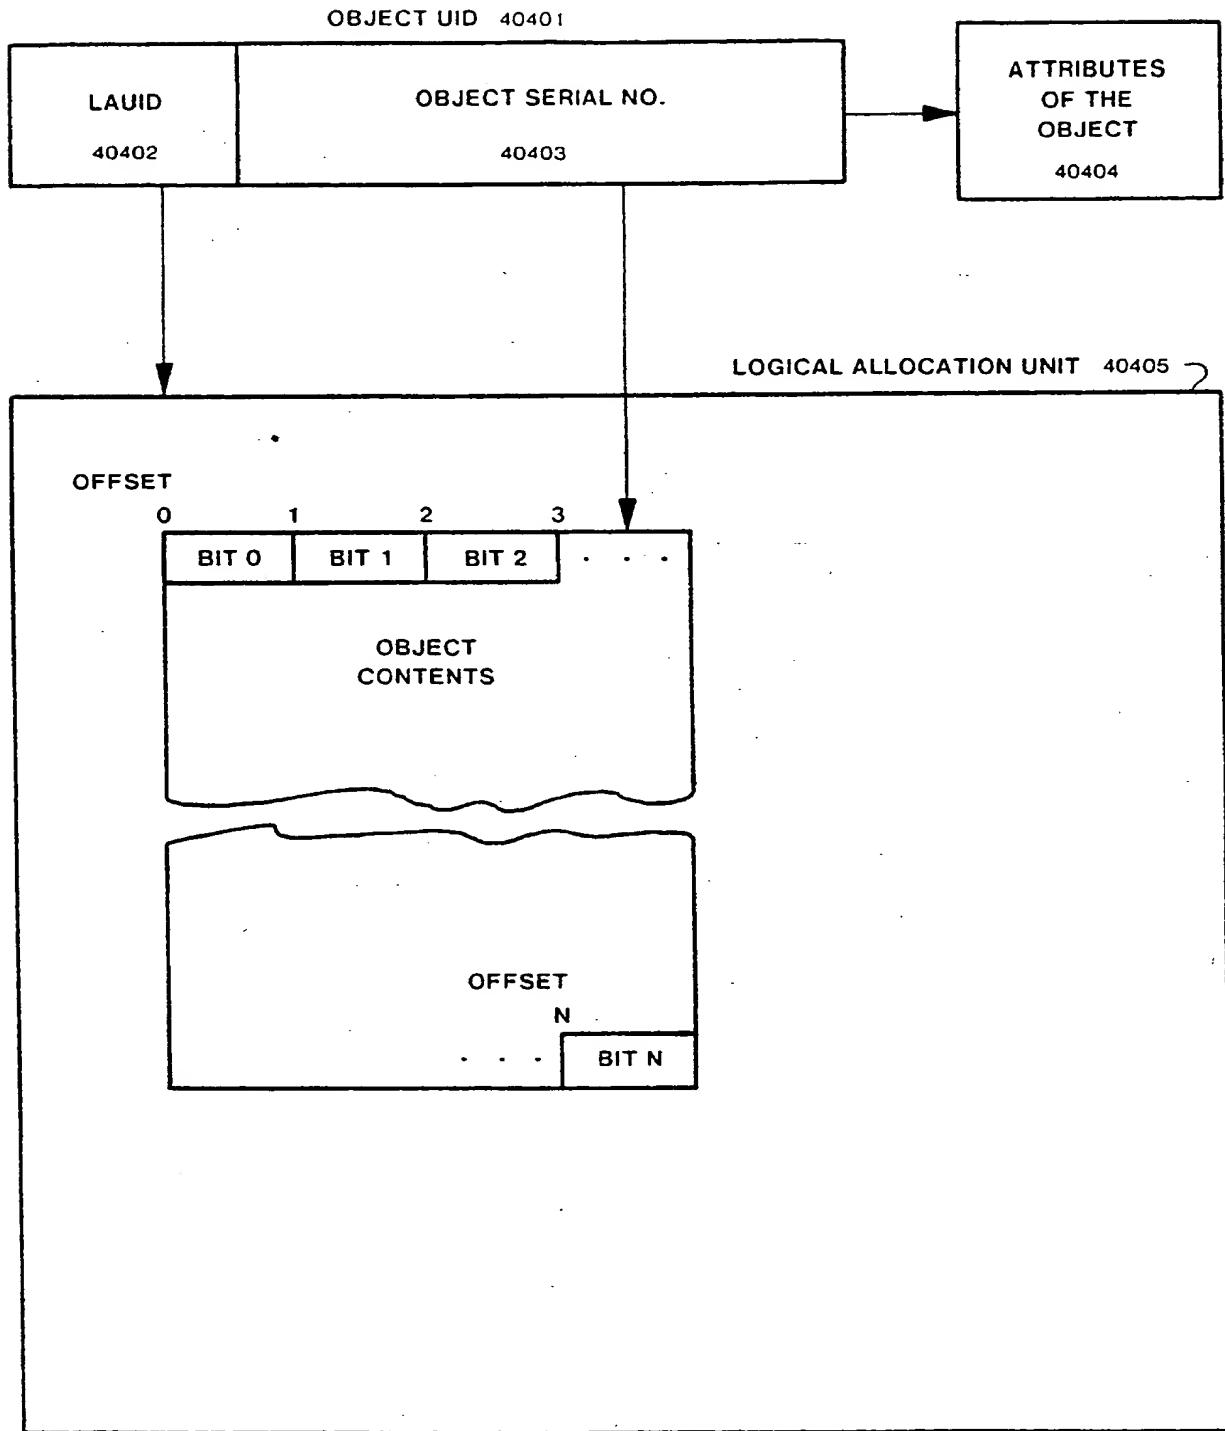 OBJECT UID 40401
LAUID
40402
OBJECT SERIAL NO.
40403
ATTRIBUTES
OF THE
OBJECT
40404
LOGICAL ALLOCATION UNIT 40405
OFFSET
0 1 2 3
BIT 0 BIT 1 BIT 2 . . .
OBJECT
CONTENTS
OFFSET
N
. . . BIT N